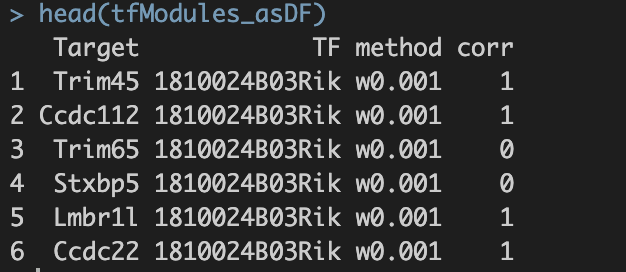 > head(tfModules_asDF)
   Target            TF method corr
1  Trim45 1810024B03Rik w0.001    1
2 Ccdc112 1810024B03Rik w0.001    1
3  Trim65 1810024B03Rik w0.001    0
4  Stxbp5 1810024B03Rik w0.001    0
5  Lmbr1l 1810024B03Rik w0.001    1
6  Ccdc22 1810024B03Rik w0.001    1